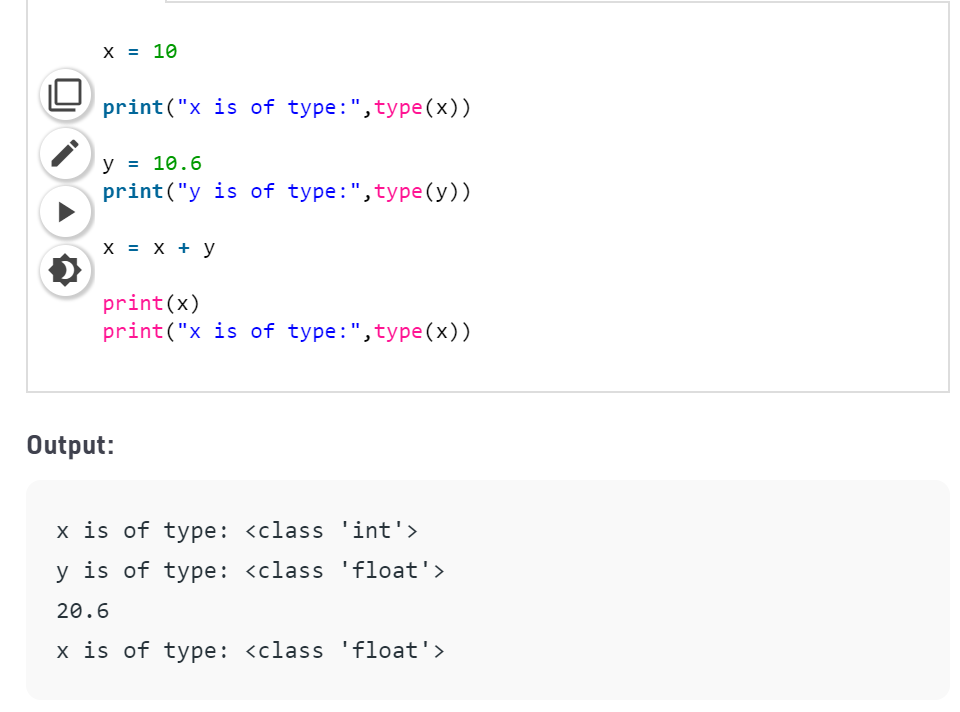 x = 10
print("x is of type:",type(x))
y = 10.6
print("y is of type:",type(y))
x = x + y
print(x)
print("x is of type:",type(x))
Output:
x is of type: <class 'int'>
y is of type: <class 'float'>
20.6
x is of type: <class 'float'>